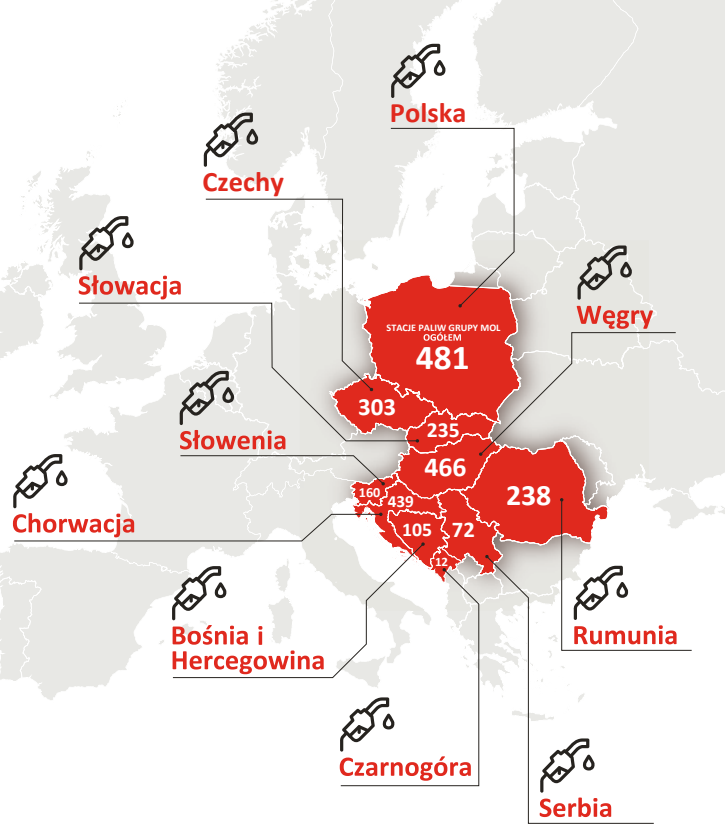 Polska
Czechy
Słowacja
Węgry
STACJE PALIW GRUPY MOL
OGÓŁEM
481
303
235
Słowenia
466
160
439
238
Chorwacja
105
72
12
Bośnia i
Hercegowina
Rumunia
Czarnogóra
Serbia